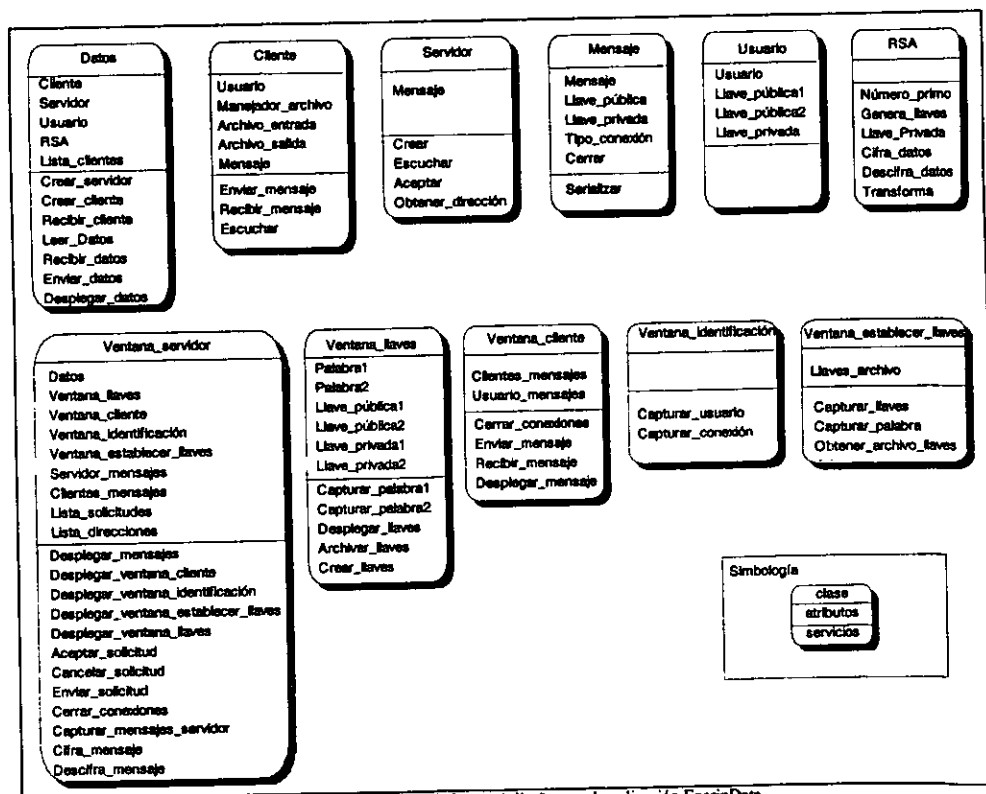 Datos
Cliente
Servidor
Usuario
RSA
Lista_clientes
Crear_servidor
Crear_cliente
Recibir_cliente
Leer_Datos
Recibir_datos
Enviar_datos
Desplegar_datos
Cliente
Usuario
Manejador_archivo
Archivo_entrada
Archivo_salida
Mensaje
Enviar_mensaje
Recibir_mensaje
Escuchar
Servidor
Mensaje
Crear
Escuchar
Aceptar
Obtener_dirección
Mensaje
Mensaje
Llave_pública
Llave_privada
Tipo_conexión
Cerrar
Serializar
Usuario
Usuario
Llave_pública1
Llave_pública2
Llave_privada
RSA
Número_primo
Genera_llaves
Llave_Privada
Cifra_datos
Descifra_datos
Transforma
Ventana_servidor
Datos
Ventana_llaves
Ventana_cliente
Ventana_identificación
Ventana_establecer_llaves
Servidor_mensajes
Clientes_mensajes
Lista_solicitudes
Lista_direcciones
Desplegar_mensajes
Desplegar_ventana_cliente
Desplegar_ventana_identificación
Desplegar_ventana_establecer_llaves
Desplegar_ventana_llaves
Aceptar_solicitud
Cancelar_solicitud
Enviar_solicitud
Cerrar_conexiones
Capturar_mensajes_servidor
Cifra_mensaje
Descifra_mensaje
Ventana_llaves
Palabra1
Palabra2
Llave_pública1
Llave_pública2
Llave_privada1
Llave_privada2
Capturar_palabra1
Capturar_palabra2
Desplegar_llaves
Archivar_llaves
Crear_llaves
Ventana_cliente
Clientes_mensajes
Usuario_mensajes
Cerrar_conexiones
Enviar_mensaje
Recibir_mensaje
Desplegar_mensaje
Ventana_identificación
Capturar_usuario
Capturar_conexión
Ventana_establecer_llaves
Llaves_archivo
Capturar_llaves
Capturar_palabra
Obtener_archivo_llaves
Simbología
clase
atributos
servicios